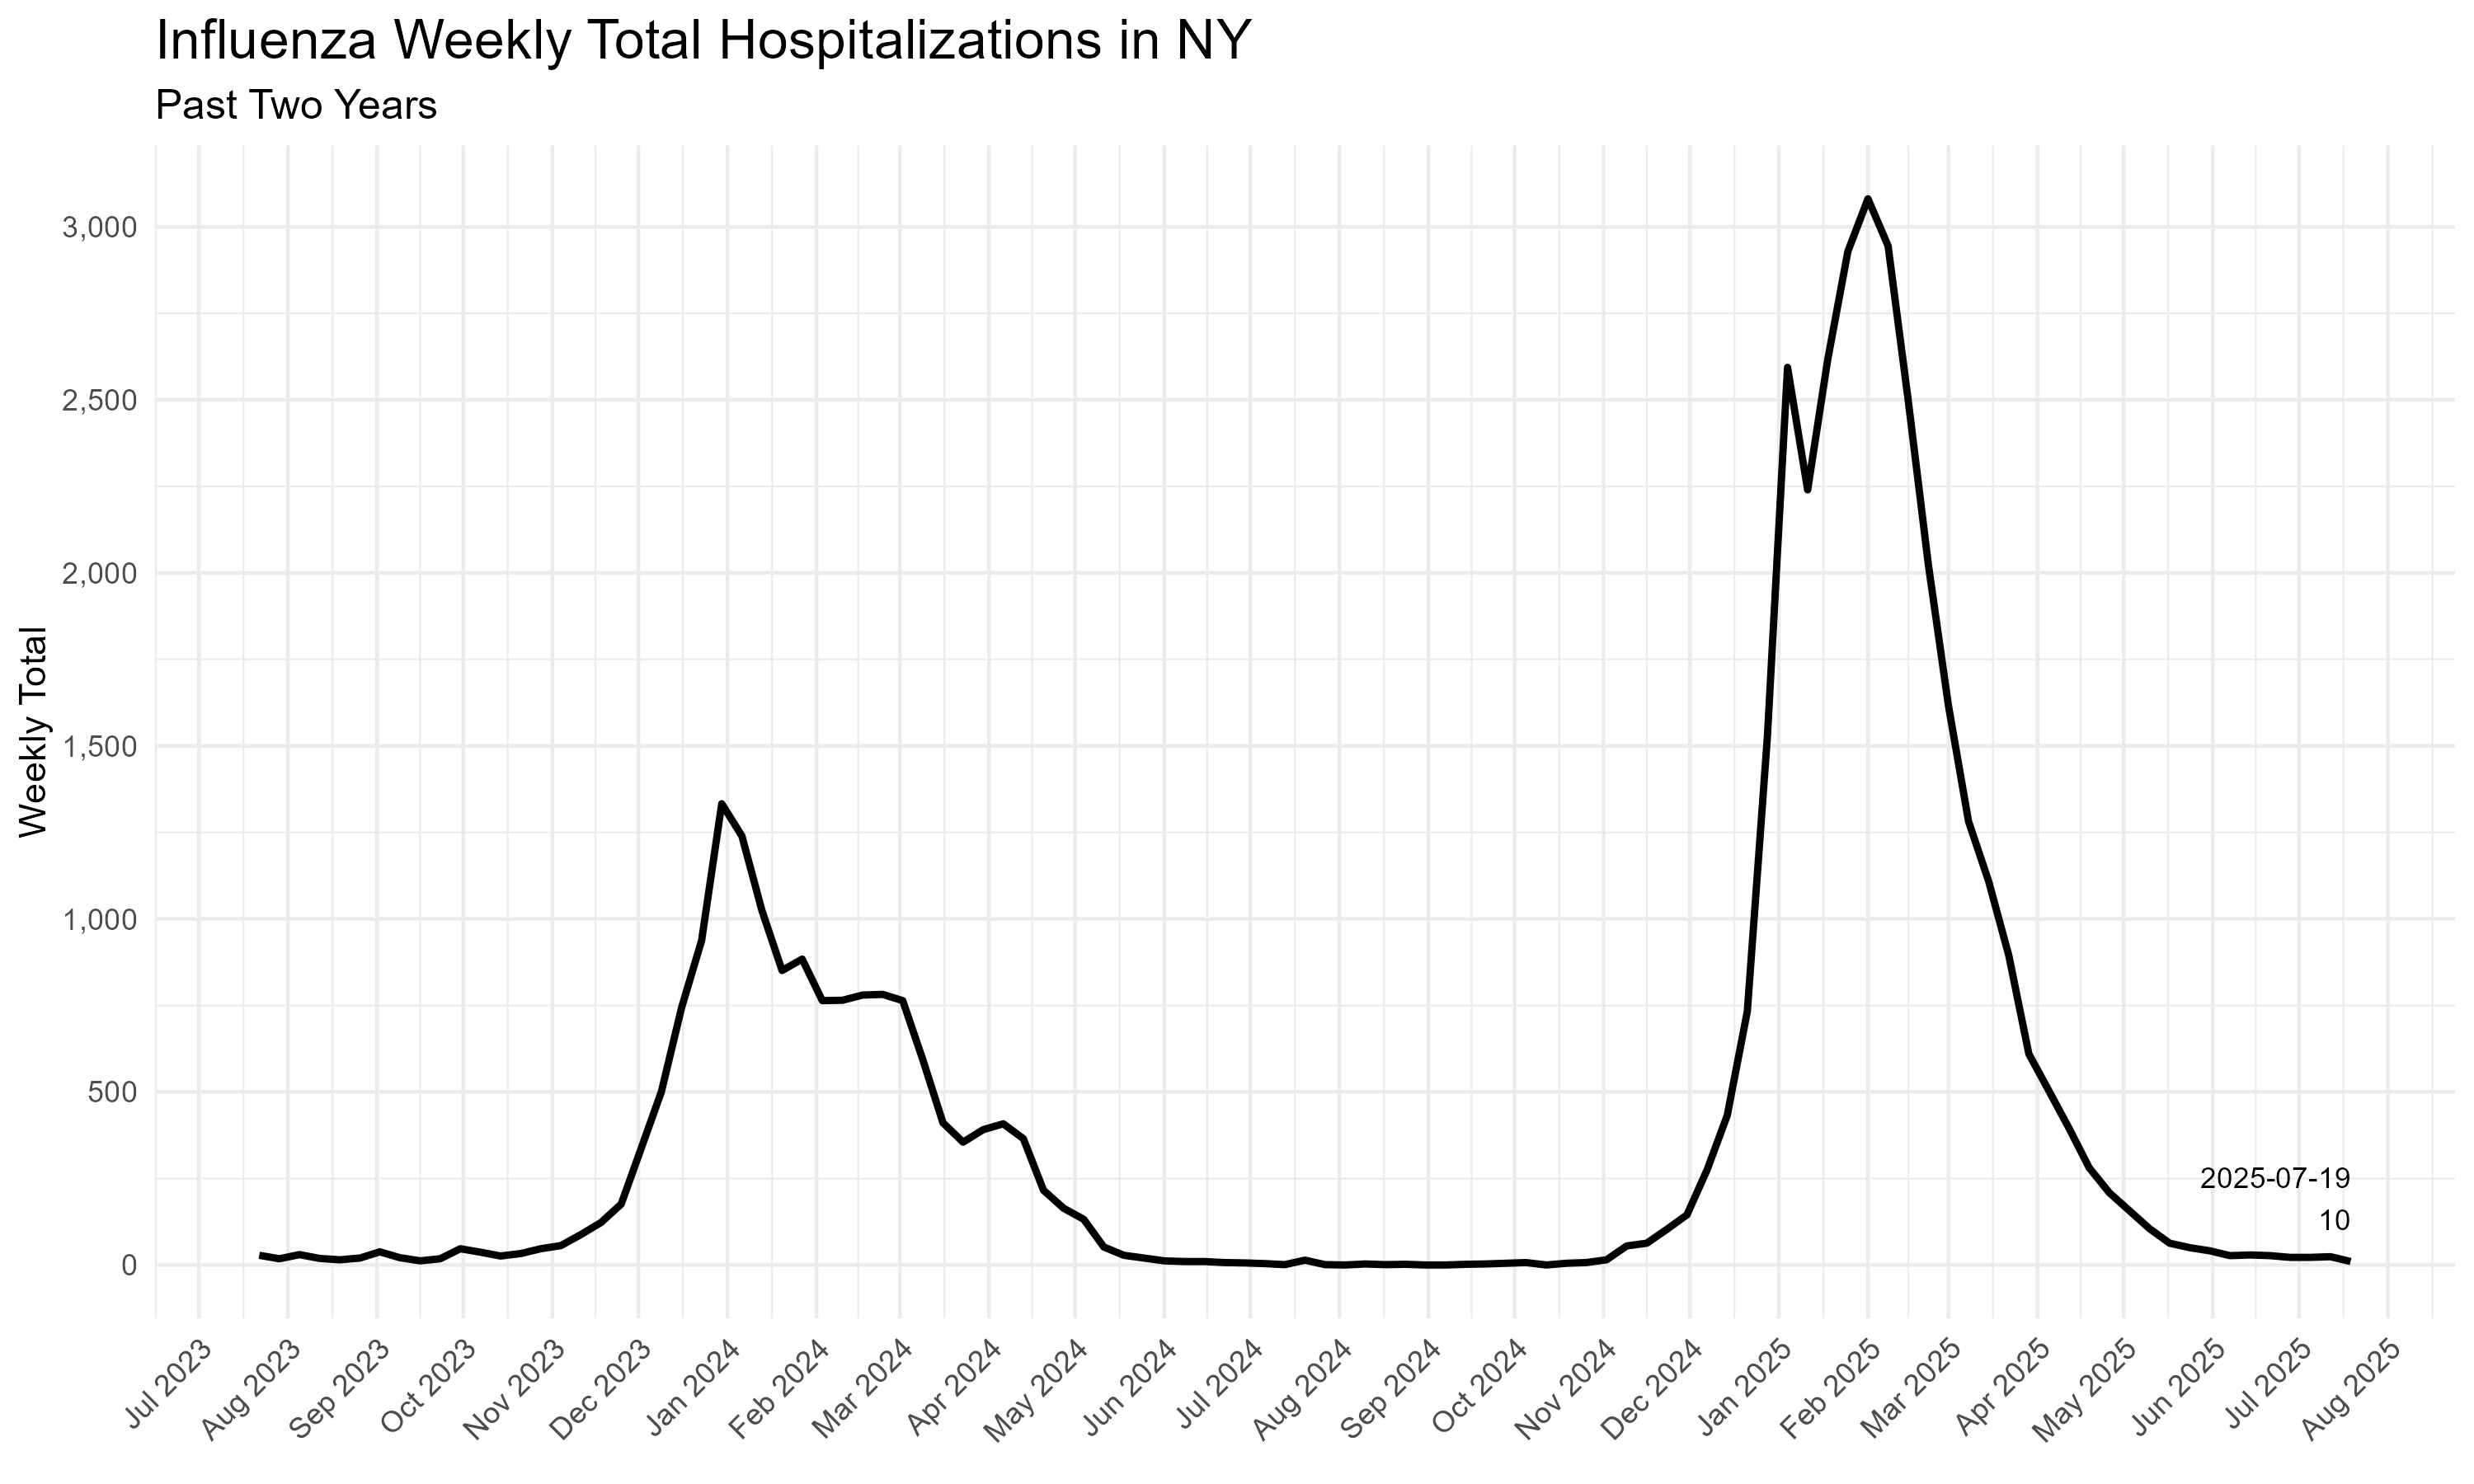 Influenza Weekly Total Hospitalizations in NY
Past Two Years
Weekly Total
3,000
2,500
2,000
1,500
1,000
500
0
2025-07-19
10
Jul 2023
Aug 2023
Sep 2023
Oct 2023
Nov 2023
Dec 2023
Jan 2024
Feb 2024
Mar 2024
Apr 2024
May 2024
Jun 2024
Jul 2024
Aug 2024
Sep 2024
Oct 2024
Nov 2024
Dec 2024
Jan 2025
Feb 2025
Mar 2025
Apr 2025
May 2025
Jun 2025
Jul 2025
Aug 2025